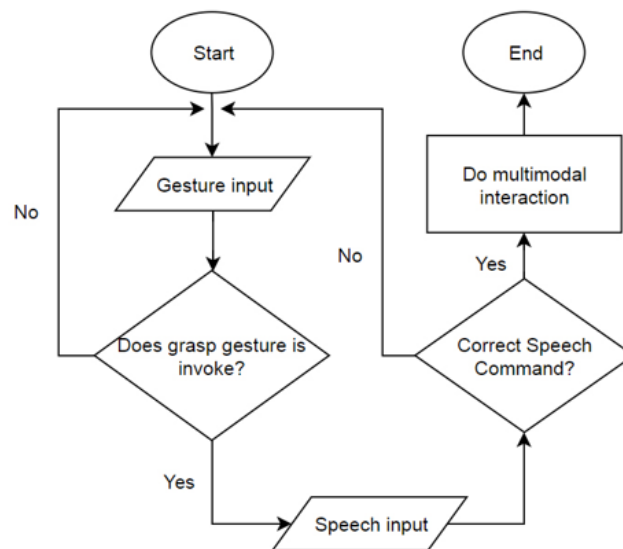 Start
End
Gesture input
Do multimodal
interaction
No
No
Yes
Does grasp gesture is
invoke?
Correct Speech
Command?
Yes
Speech input